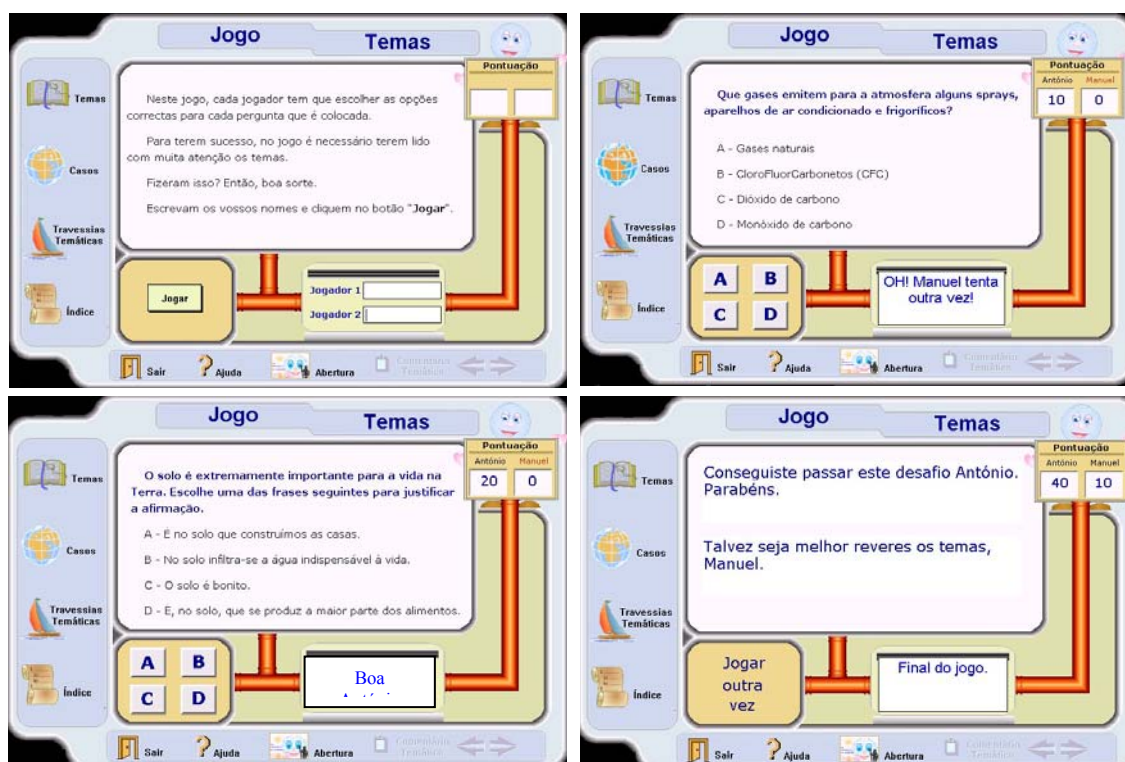 Jogo
Temas
Pontuação
Temas
Casos
Travessias
Temáticas
Índice
Neste jogo, cada jogador tem que escolher as opções
correctas para cada pergunta que é colocada.
Para terem sucesso, no jogo é necessário terem lido
com muita atenção os temas.
Fizeram isso? Então, boa sorte.
Escrevam os vossos nomes e cliquem no botão "Jogar".
Jogar
Jogador 1
Jogador 2
Sair
Ajuda
Abertura
Comentário
Temático
Jogo
Temas
Pontuação
António Manuel
10 0
Temas
Casos
Travessias
Temáticas
Índice
Que gases emitem para a atmosfera alguns sprays,
aparelhos de ar condicionado e frigoríficos?
A - Gases naturais
B - CloroFluorCarbonetos (CFC)
C - Dióxido de carbono
D - Monóxido de carbono
A B
C D
OH! Manuel tenta
outra vez!
Sair
Ajuda
Abertura
Comentário
Temático
Jogo
Temas
Pontuação
António Manuel
20 0
Temas
Casos
Travessias
Temáticas
Índice
O solo é extremamente importante para a vida na
Terra. Escolhe uma das frases seguintes para justificar
a afirmação.
A - É no solo que construímos as casas.
B - No solo infiltra-se a água indispensável à vida.
C - O solo é bonito.
D - É, no solo, que se produz a maior parte dos alimentos.
A B
C D
Boa
Sair
Ajuda
Abertura
Comentário
Temático
Jogo
Temas
Pontuação
António Manuel
40 10
Temas
Casos
Travessias
Temáticas
Índice
Conseguiste passar este desafio António.
Parabéns.
Talvez seja melhor reveres os temas,
Manuel.
Jogar
outra
vez
Final do jogo.
Sair
Ajuda
Abertura
Comentário
Temático